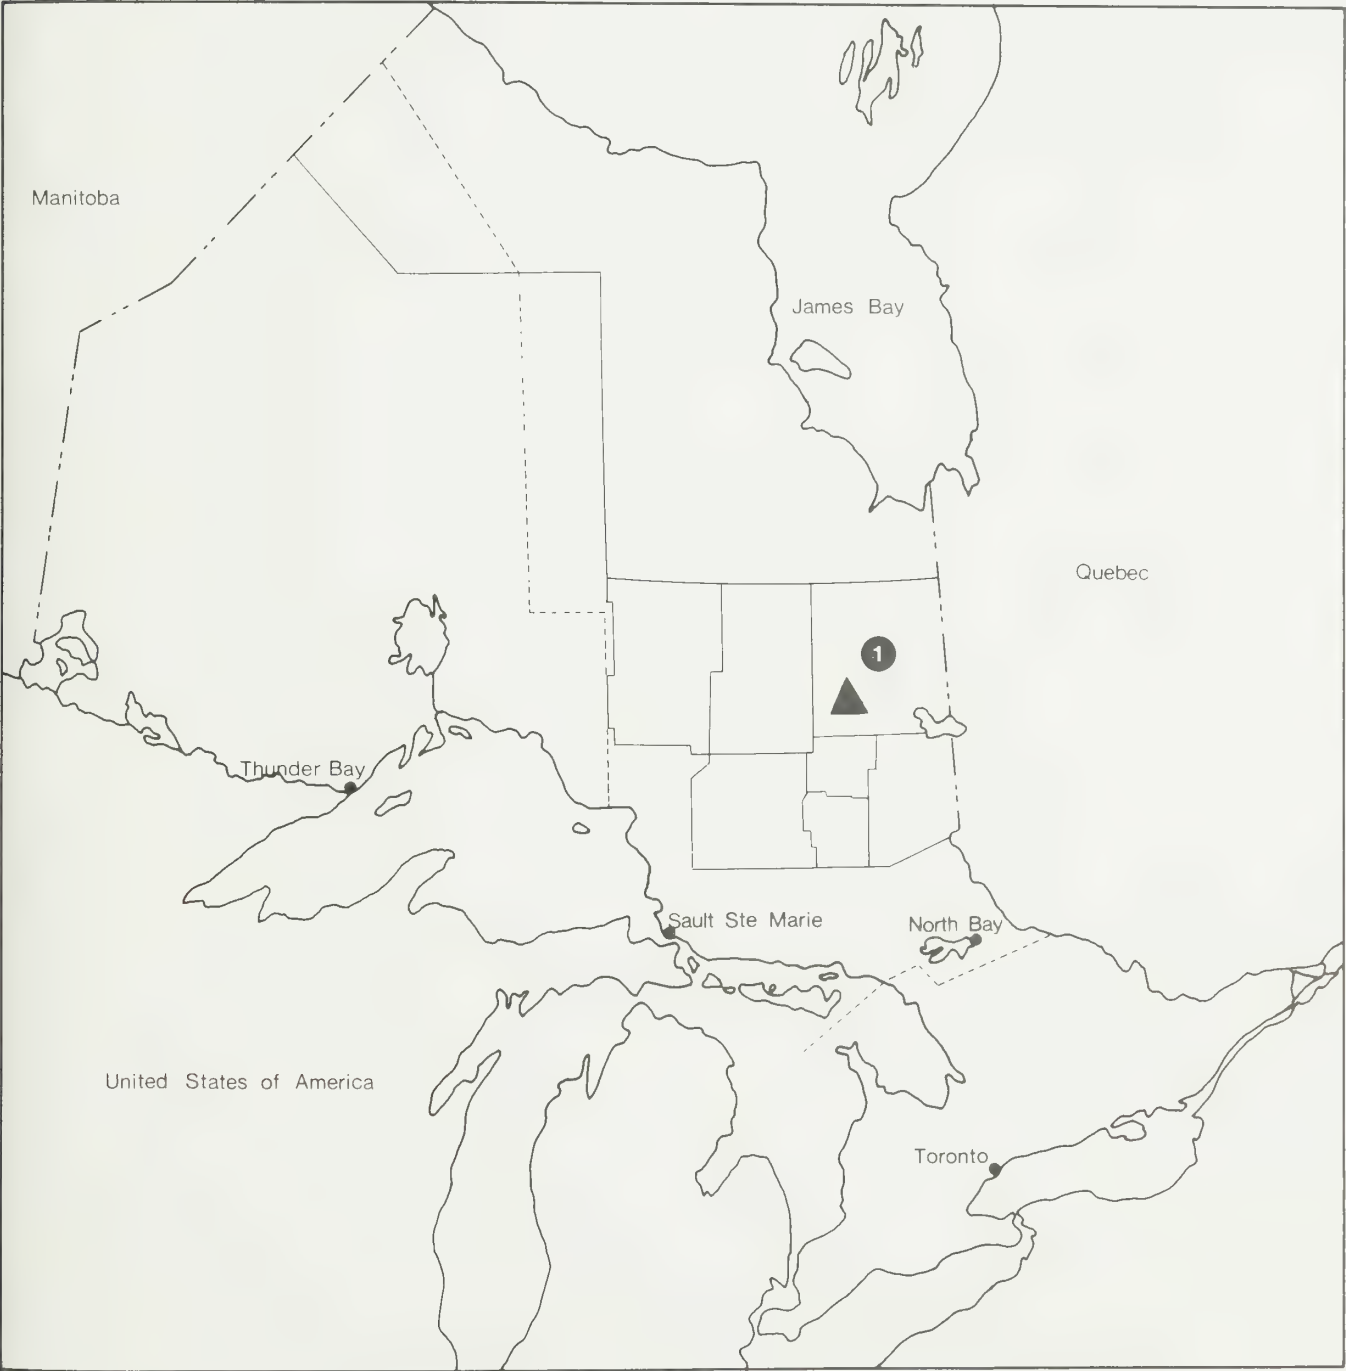 Manitoba
James Bay
Quebec
1
Thunder Bay
Sault Ste Marie
North Bay
United States of America
Toronto